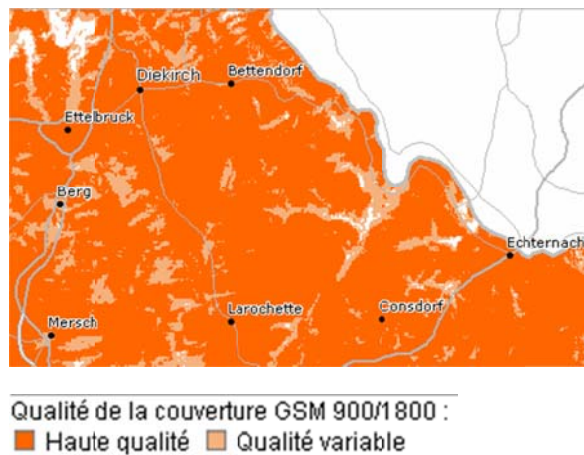 Diekirch
Bettendorf
Ettelbruck
Berg
Echternach
Mersch
Larochette
Consdorf
Qualité de la couverture GSM 900/1800 :
Haute qualité Qualité variable